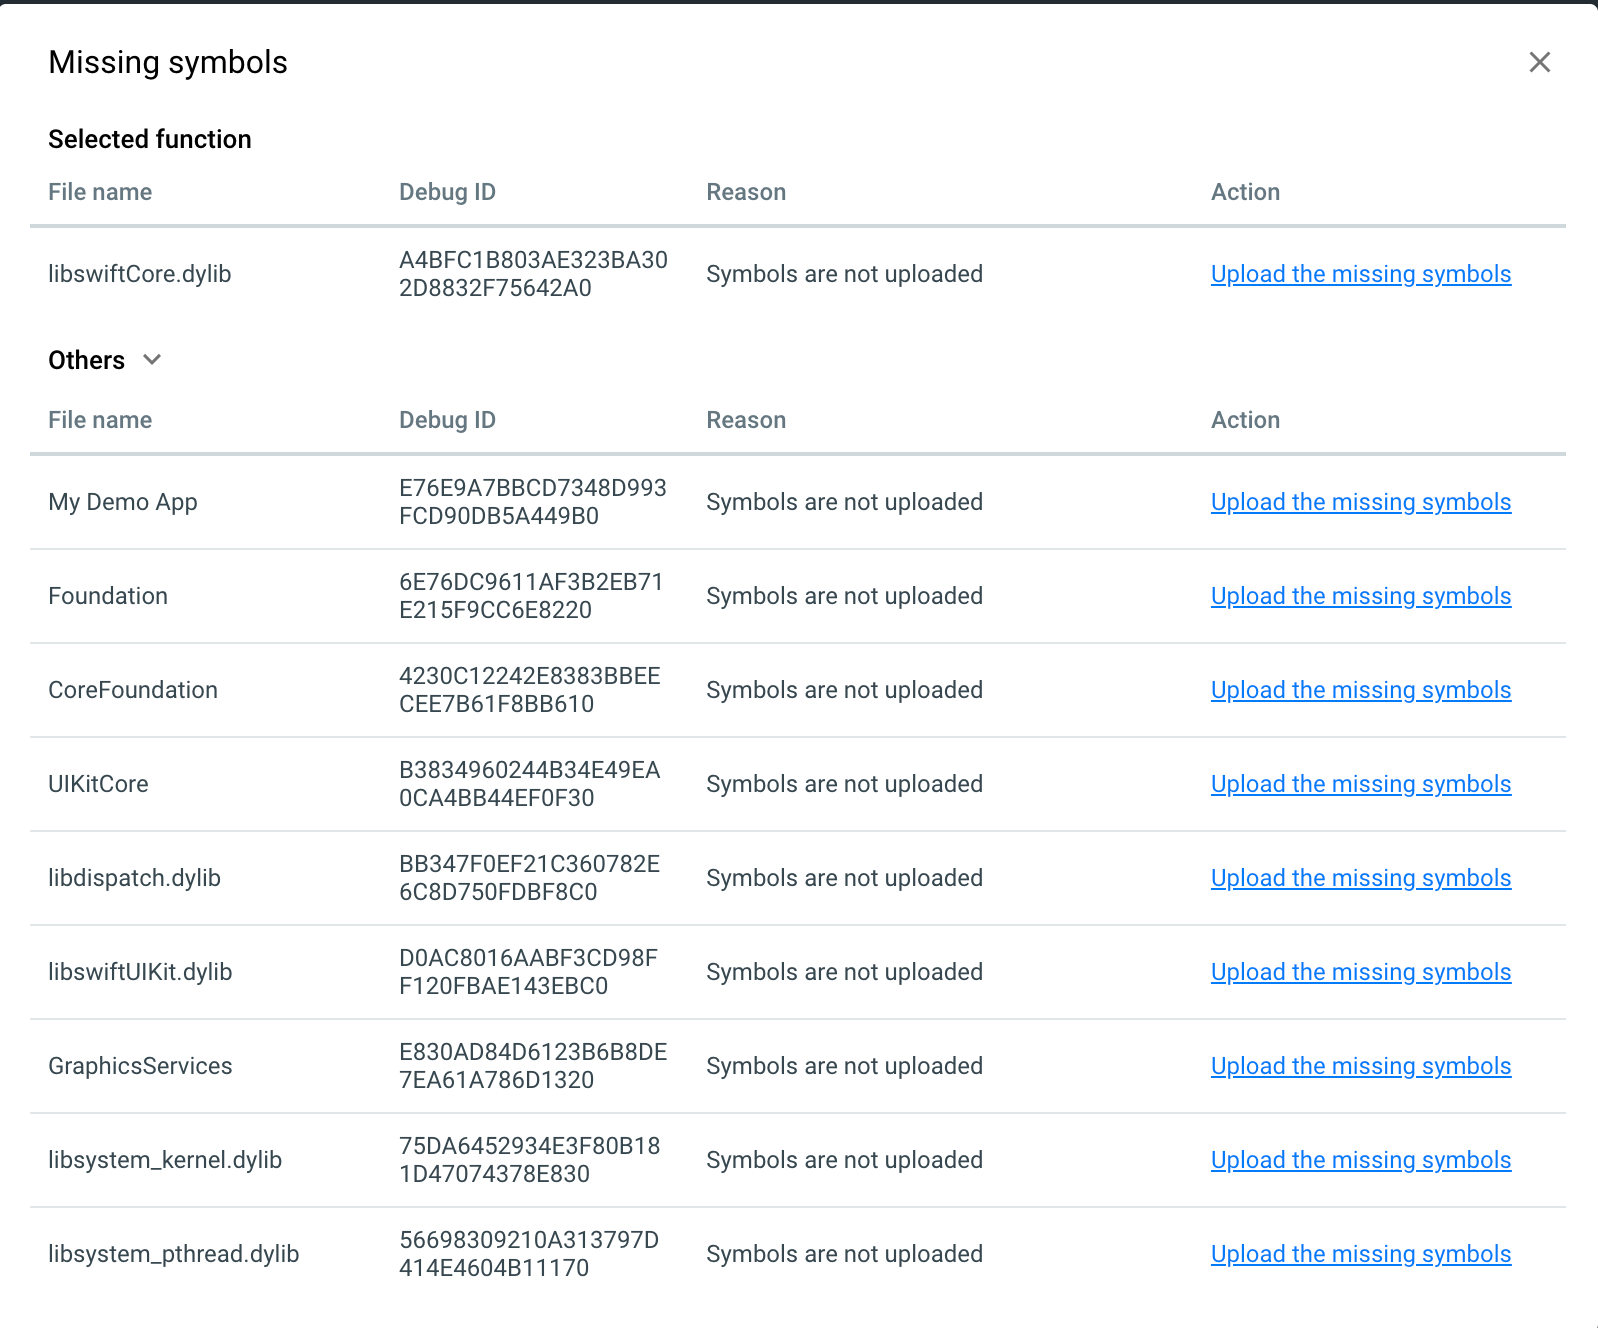 Missing symbols
Selected function
File name Debug ID Reason Action
libswiftCore.dylib A4BFC1B803AE323BA30 Symbols are not uploaded Upload the missing symbols
2D8832F75642A0
Others
File name Debug ID Reason Action
My Demo App E76E9A7BBCD7348D993 Symbols are not uploaded Upload the missing symbols
FCD90DB5A449B0
Foundation 6E76DC9611AF3B2EB71 Symbols are not uploaded Upload the missing symbols
E215F9CC6E8220
CoreFoundation 4230C12242E8383BBEE Symbols are not uploaded Upload the missing symbols
CEE7B61F8BB610
UIKitCore B3834960244B34E49EA Symbols are not uploaded Upload the missing symbols
0CA4BB44EF0F30
libdispatch.dylib BB347F0EF21C360782E Symbols are not uploaded Upload the missing symbols
6C8D750FDBF8C0
libswiftUIKit.dylib D0AC8016AABF3CD98F Symbols are not uploaded Upload the missing symbols
F120FBAE143EBC0
GraphicsServices E830AD84D6123B6B8DE Symbols are not uploaded Upload the missing symbols
7EA61A786D1320
libsystem_kernel.dylib 75DA6452934E3F80B18 Symbols are not uploaded Upload the missing symbols
1D47074378E830
libsystem_pthread.dylib 56698309210A313797D Symbols are not uploaded Upload the missing symbols
414E4604B11170